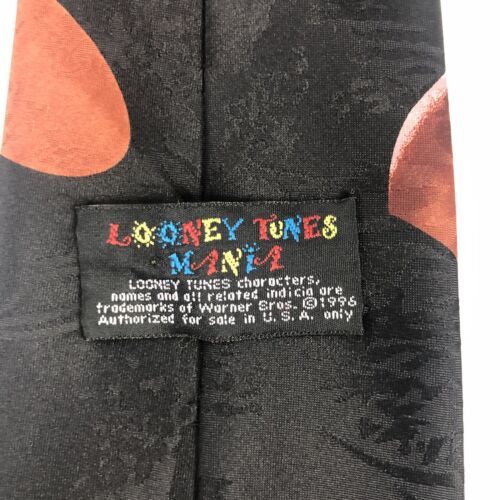 LOONEY TUNES
MANIA
LOONEY TUNES characters,
names and all related indicia are
trademarks of Warner Bros. ©1996
Authorized for sale in U.S.A. only